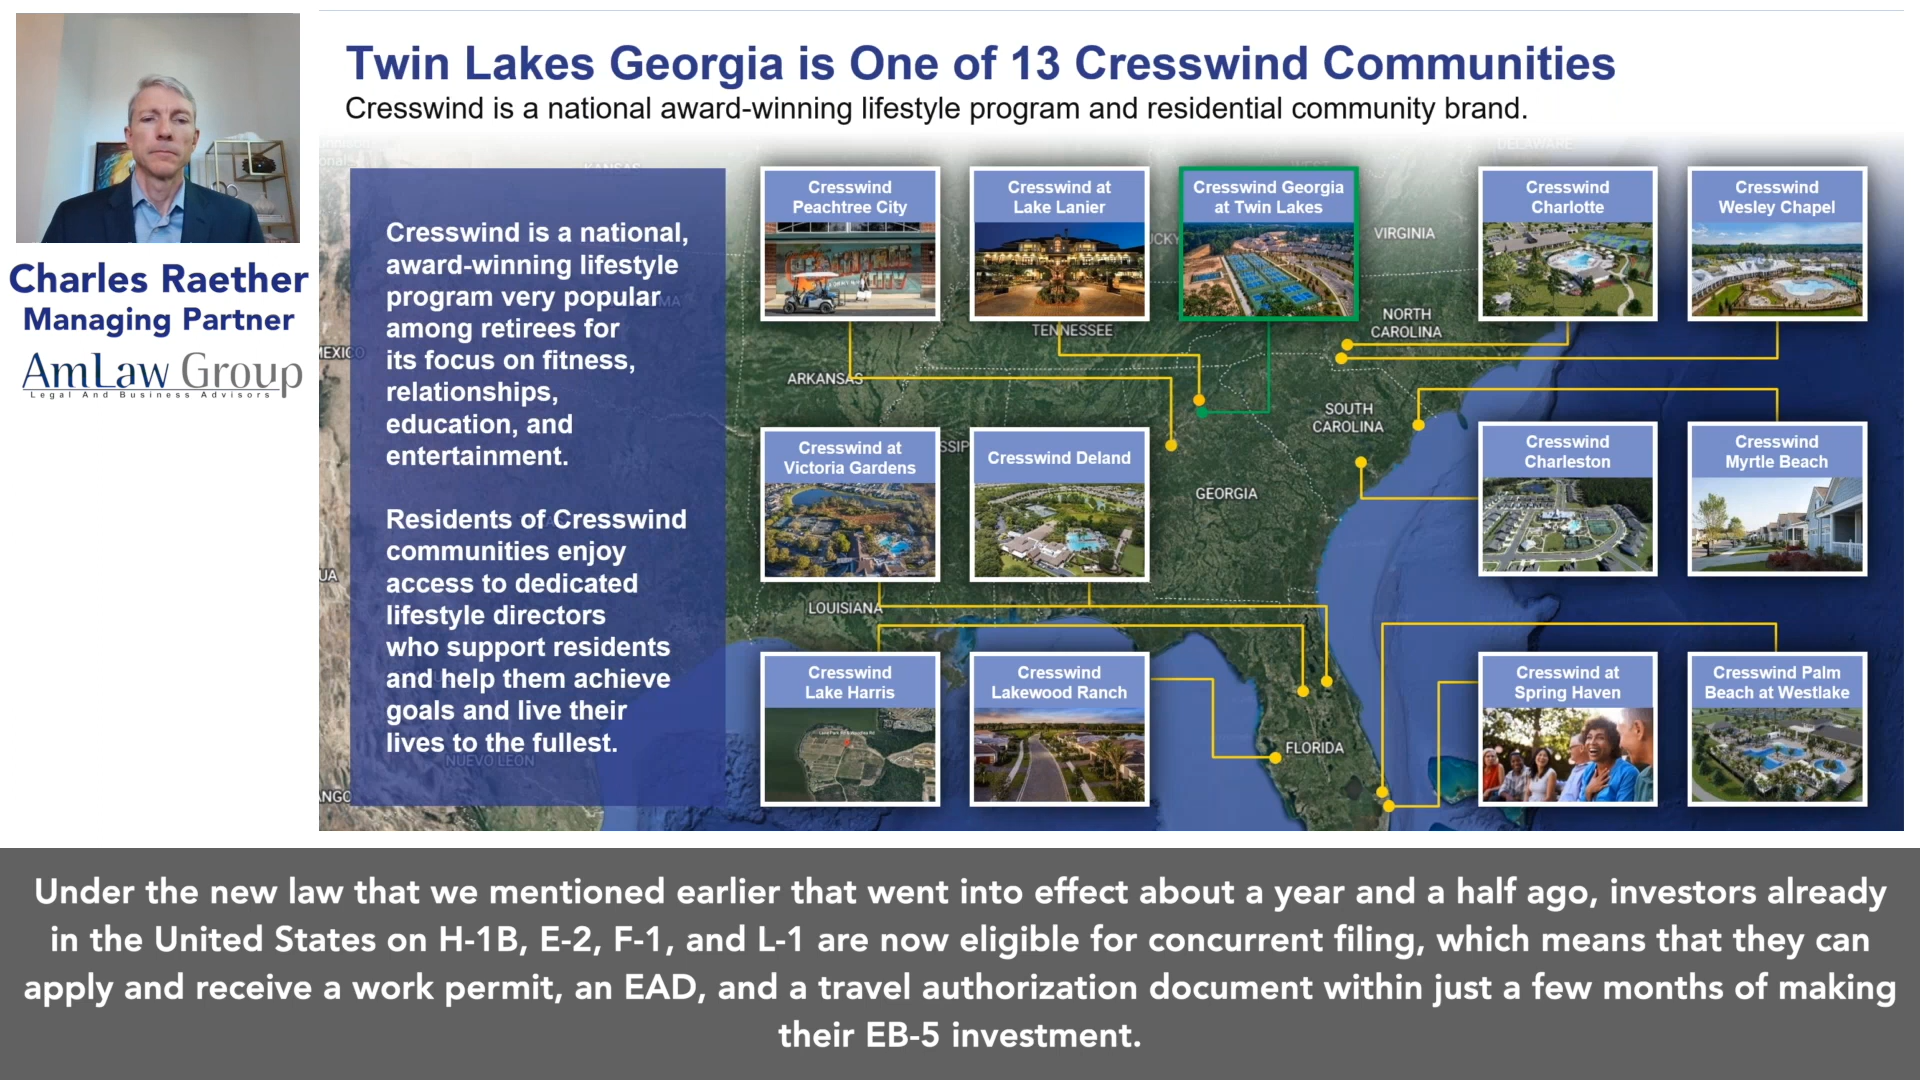 Charles Raether
Managing Partner
AmLaw Group
Legal And Business Advisors
Twin Lakes Georgia is One of 13 Cresswind Communities
Cresswind is a national award-winning lifestyle program and residential community brand.
Cresswind is a national,
award-winning lifestyle
program very popular
among retirees for
its focus on fitness,
relationships,
education, and
entertainment.
Residents of Cresswind
communities enjoy
access to dedicated
lifestyle directors
who support residents
and help them achieve
goals and live their
lives to the fullest.
Cresswind
Peachtree City
Cresswind at
Lake Lanier
Cresswind Georgia
at Twin Lakes
Cresswind
Charlotte
Cresswind
Wesley Chapel
Cresswind at
Victoria Gardens
Cresswind Deland
Cresswind
Charleston
Cresswind
Myrtle Beach
Cresswind
Lake Harris
Cresswind
Lakewood Ranch
Cresswind at
Spring Haven
Cresswind Palm
Beach at Westlake
KANSAS
DELAWARE
WEST
VIRGINIA
NORTH
CAROLINA
TENNESSEE
ARKANSAS
SOUTH
CAROLINA
GEORGIA
LOUISIANA
FLORIDA
NUEVO LEON
Under the new law that we mentioned earlier that went into effect about a year and a half ago, investors already
in the United States on H-1B, E-2, F-1, and L-1 are now eligible for concurrent filing, which means that they can
apply and receive a work permit, an EAD, and a travel authorization document within just a few months of making
their EB-5 investment.